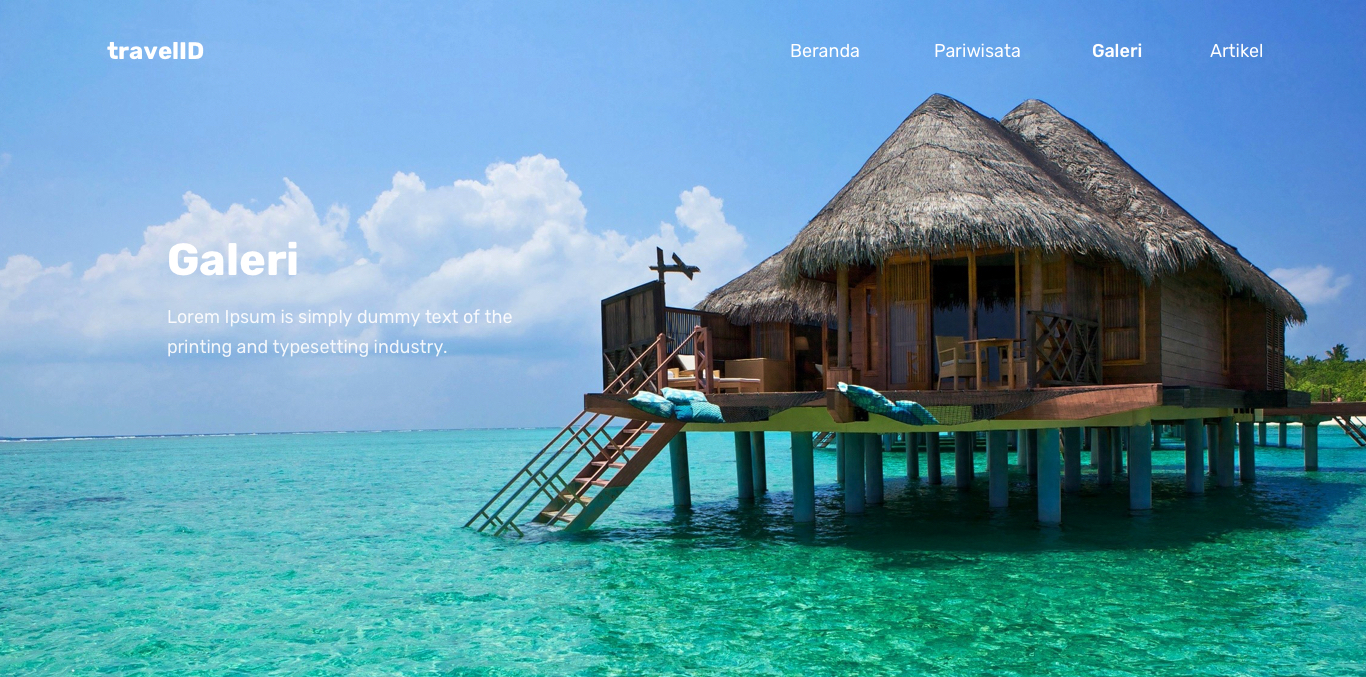 travelID
Beranda
Pariwisata
Galeri
Artikel
Galeri
Lorem Ipsum is simply dummy text of the
printing and typesetting industry.